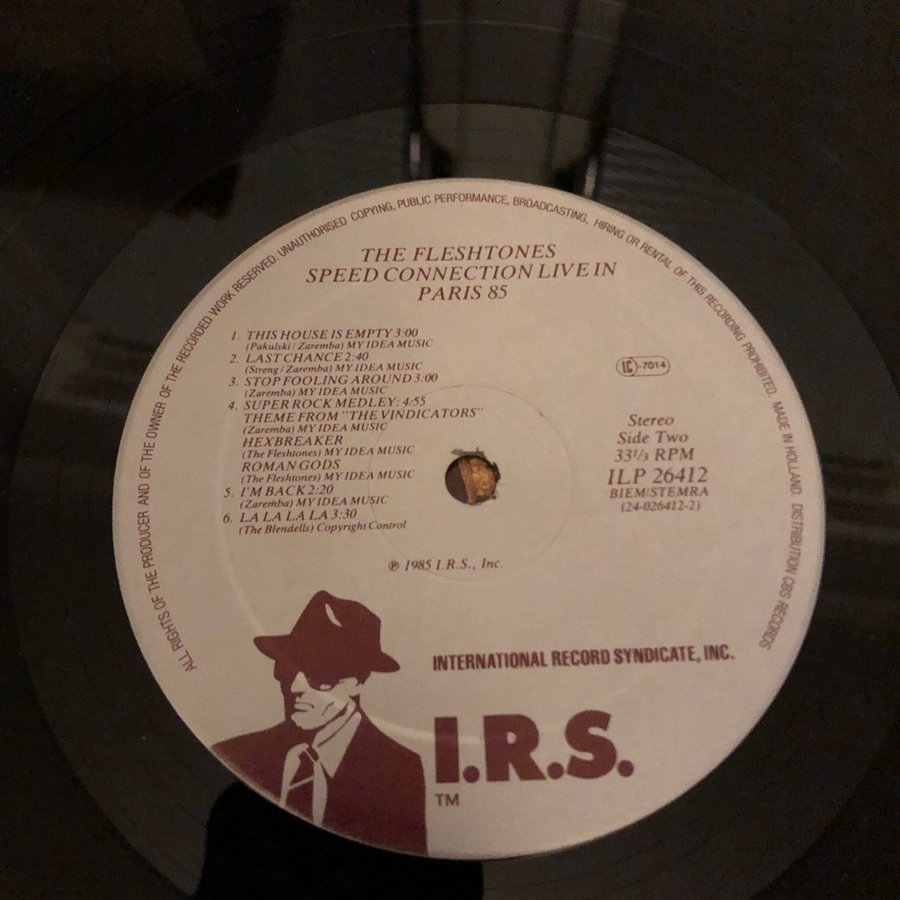 ALL RIGHTS OF THE PRODUCER AND OF THE OWNER OF THE RECORDED WORK RESERVED. UNAUTHORISED COPYING, PUBLIC PERFORMANCE, BROADCASTING, HIRING OR RENTAL OF THIS RECORDING PROHIBITED. MADE IN HOLLAND. DISTRIBUTION CBS RECORDS
THE FLESHTONES
SPEED CONNECTION LIVE IN
PARIS 85
1. THIS HOUSE IS EMPTY 3:00
(Pakulski/Zaremba) MY IDEA MUSIC
2. LAST CHANCE 2:40
(Streng/Zaremba) MY IDEA MUSIC
3. STOP FOOLING AROUND 3:00
(Zaremba) MY IDEA MUSIC
4. SUPER ROCK MEDLEY: 4:55
THEME FROM "THE VINDICATORS"
(Zaremba) MY IDEA MUSIC
HEXBREAKER
(The Fleshtones) MY IDEA MUSIC
ROMAN GODS
(The Fleshtones) MY IDEA MUSIC
5. I'M BACK 2:20
(Zaremba) MY IDEA MUSIC
6. LA LA LA LA 3:30
(The Blendells) Copyright Control
LC-7014
Stereo
Side Two
33⅓ RPM
ILP 26412
BIEM/STEMRA
(24-026412-2)
℗ 1985 I.R.S., Inc.
INTERNATIONAL RECORD SYNDICATE, INC.
I.R.S.
TM